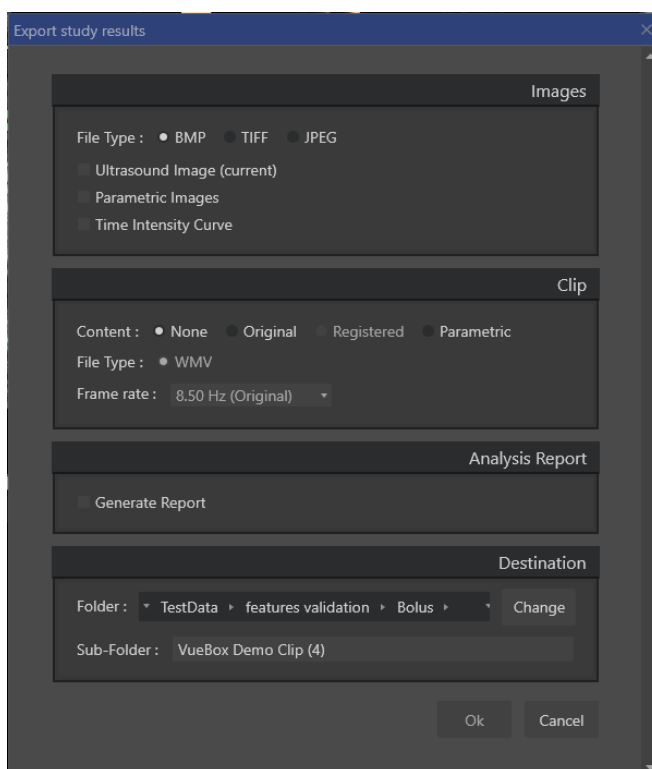 Export study results
Images
File Type : BMP TIFF JPEG
Ultrasound Image (current)
Parametric Images
Time Intensity Curve
Clip
Content : None Original Registered Parametric
File Type : WMV
Frame rate : 8.50 Hz (Original)
Analysis Report
Generate Report
Destination
Folder : TestData features validation Bolus Change
Sub-Folder : VueBox Demo Clip (4)
Ok Cancel